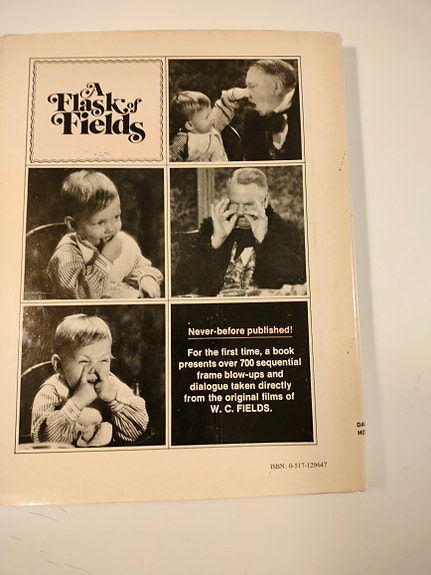 A
Flask of
Fields
Never-before published!
For the first time, a book
presents over 700 sequential
frame blow-ups and
dialogue taken directly
from the original films of
W. C. FIELDS.
ISBN: 0-517-129647